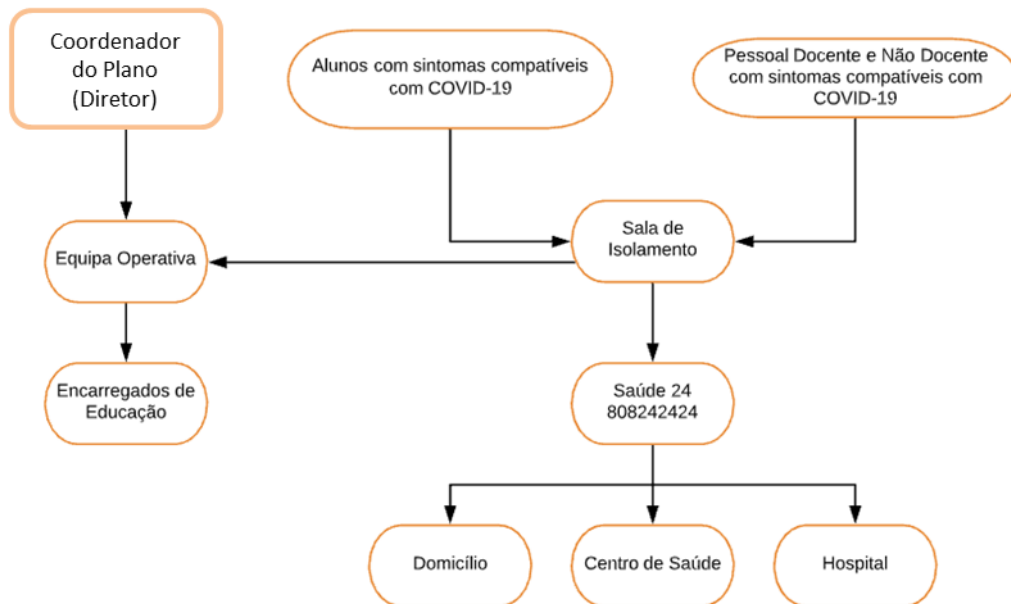 Coordenador
do Plano
(Diretor)
Alunos com sintomas compatíveis
com COVID-19
Pessoal Docente e Não Docente
com sintomas compatíveis com
COVID-19
Equipa Operativa
Sala de
Isolamento
Encarregados de
Educação
Saúde 24
808242424
Domicílio
Centro de Saúde
Hospital